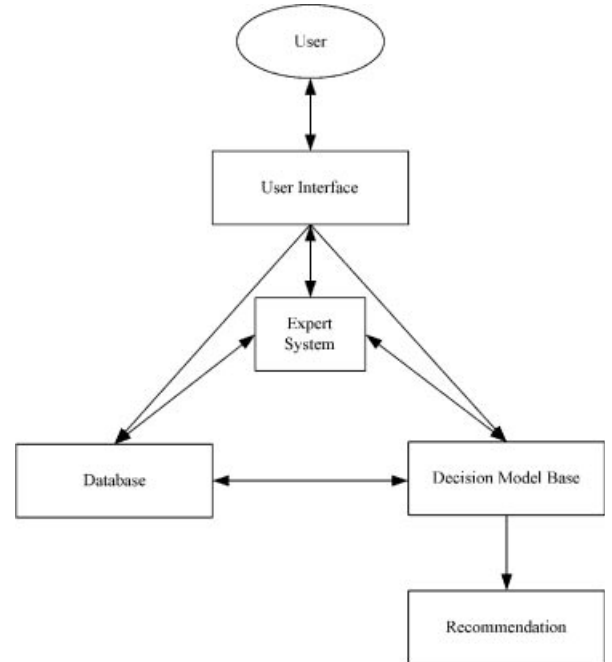 User
User Interface
Expert
System
Database
Decision Model Base
Recommendation